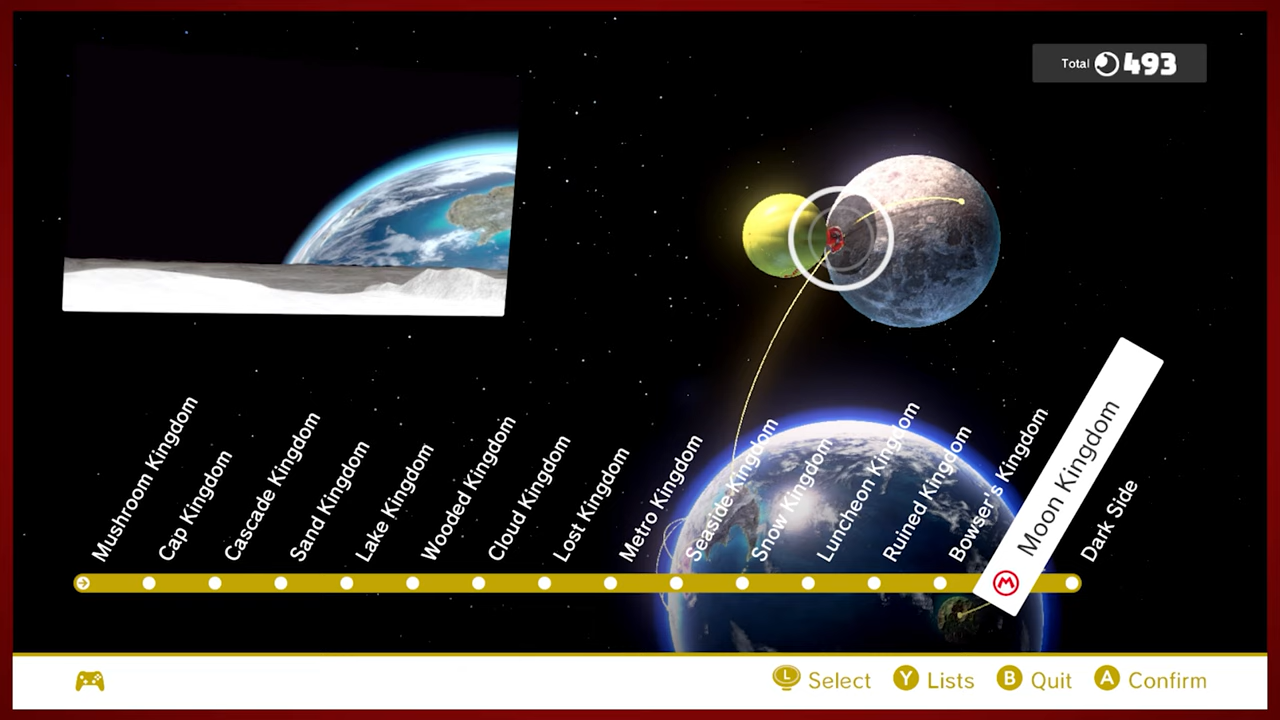 Total 493
Mushroom Kingdom
Cap Kingdom
Cascade Kingdom
Sand Kingdom
Lake Kingdom
Wooded Kingdom
Cloud Kingdom
Lost Kingdom
Metro Kingdom
Seaside Kingdom
Snow Kingdom
Luncheon Kingdom
Ruined Kingdom
Bowser's Kingdom
Moon Kingdom
Dark Side
L Select Y Lists B Quit A Confirm